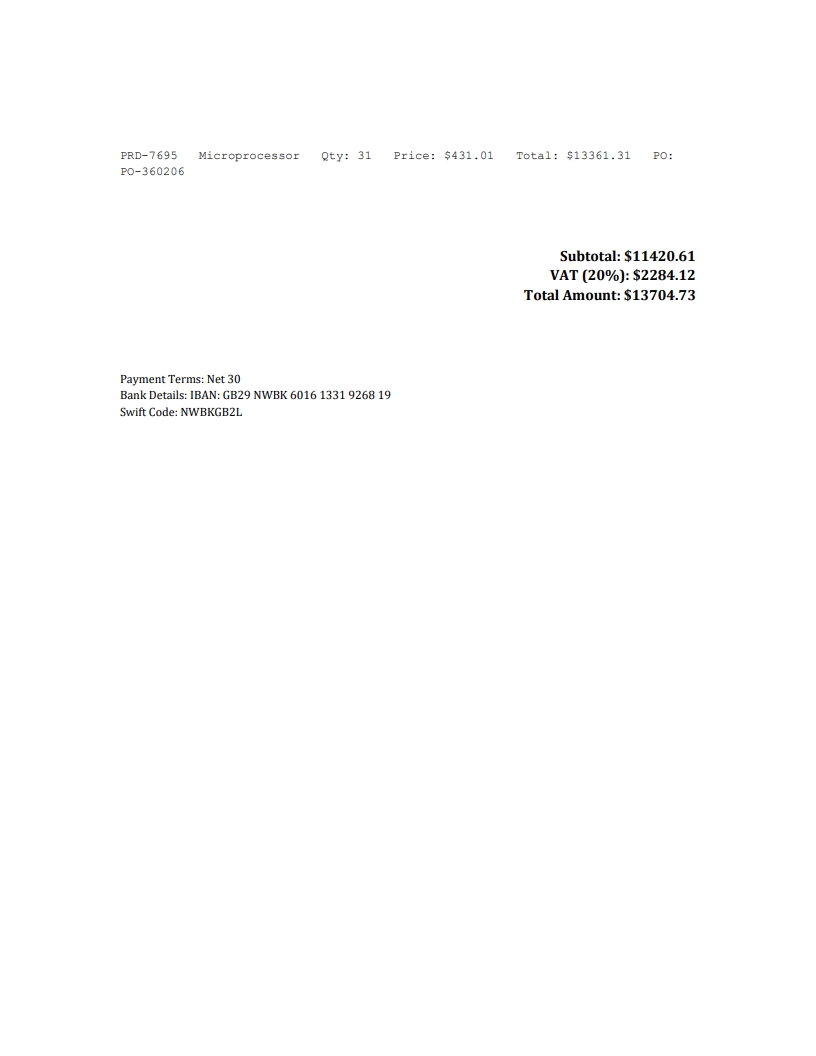 PRD-7695 Microprocessor Qty: 31 Price: $431.01 Total: $13361.31 PO:
PO-360206
Subtotal: $11420.61
VAT (20%): $2284.12
Total Amount: $13704.73
Payment Terms: Net 30
Bank Details: IBAN: GB29 NWBK 6016 1331 9268 19
Swift Code: NWBKGB2L